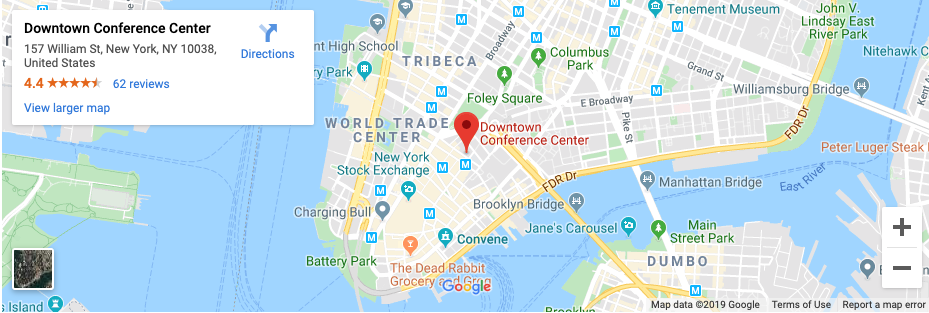 Downtown Conference Center
157 William St, New York, NY 10038,
United States
4.4
62 reviews
View larger map
Directions
Tenement Museum
John V.
Lindsay East
River Park
Nitehawk C
Broadway
Columbus
Park
TRIBECA
Battery Park
Grand St
Foley Square
E Broadway
Williamsburg Bridge
WORLD TRADE
CENTER
Downtown
Conference Center
Pike St
FDR Dr
Peter Luger Steak
New York
Stock Exchange
FDR Dr
Manhattan Bridge
East River
Charging Bull
Brooklyn Bridge
Jane's Carousel
Main
Street Park
Convene
Battery Park
DUMBO
The Dead Rabbit
Grocery and Grog
Google
s Island
Map data ©2019 Google
Terms of Use
Report a map error
M
M
M
M
M
M
M
M
M
M
M
M